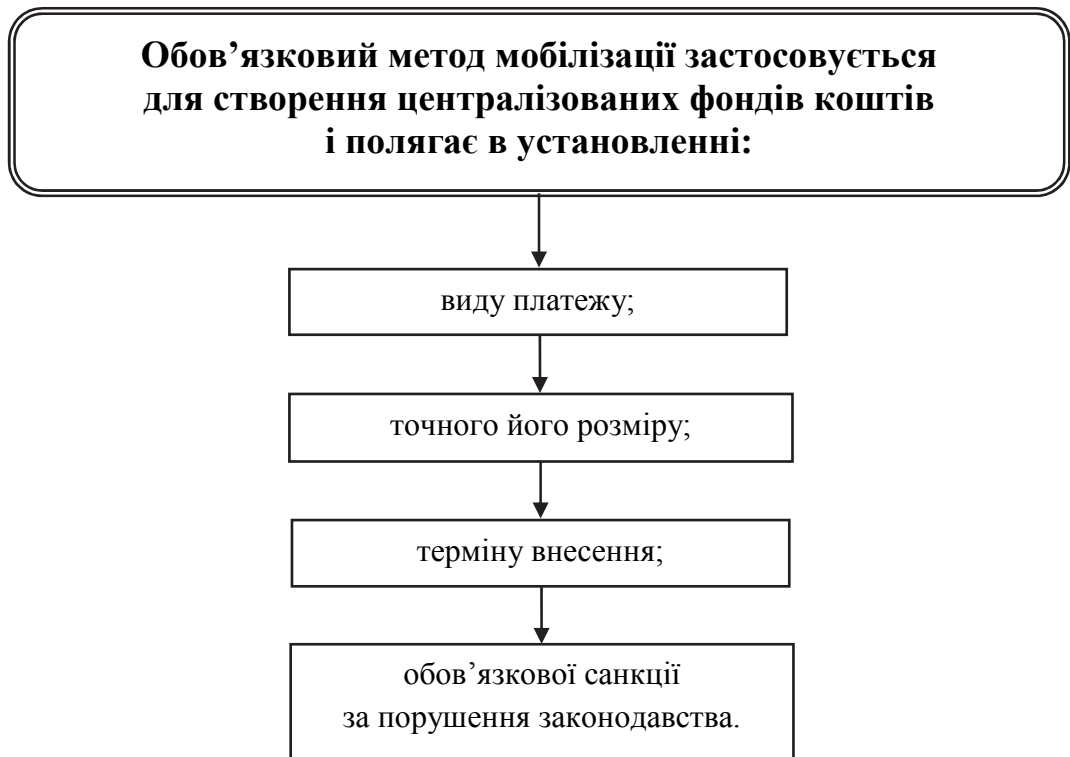 Обов’язковий метод мобілізації застосовується
для створення централізованих фондів коштів
і полягає в установленні:
виду платежу;
точного його розміру;
терміну внесення;
обов’язкової санкції
за порушення законодавства.